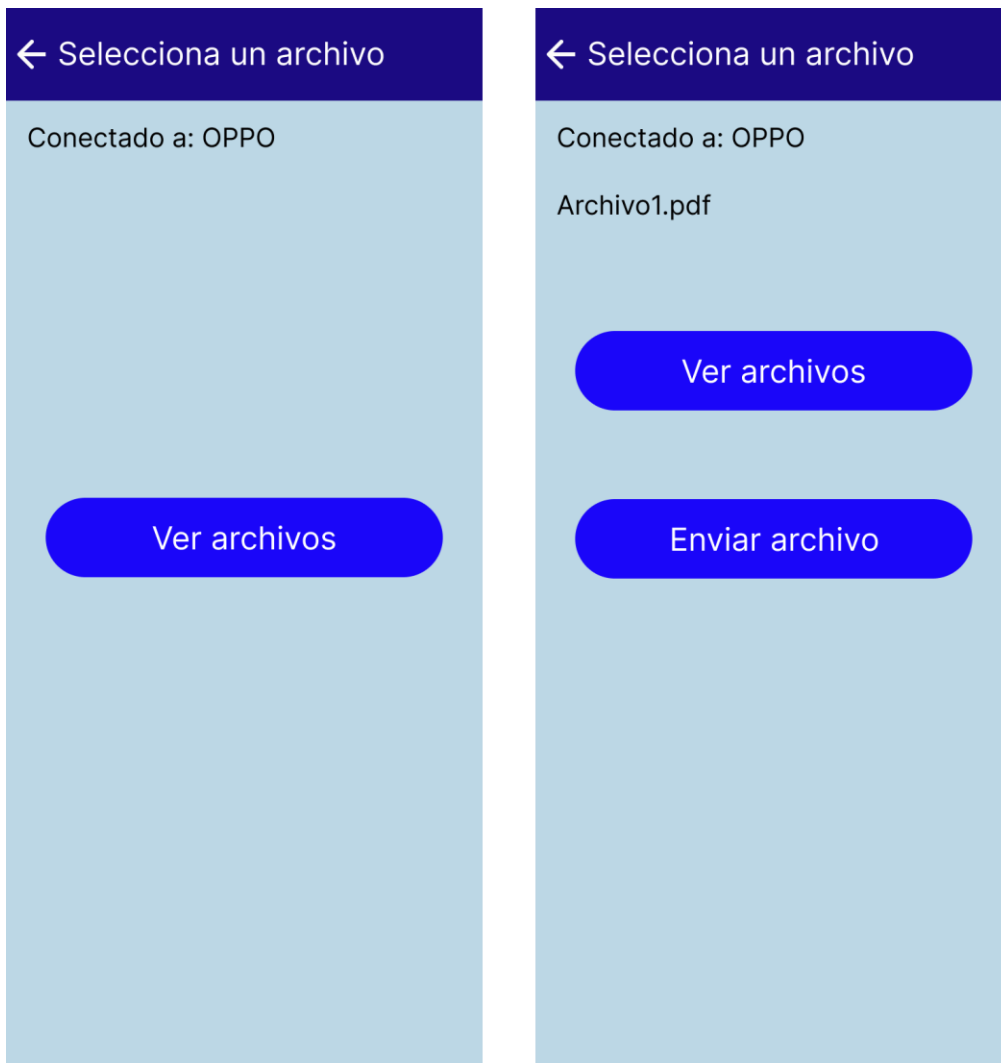 Selecciona un archivo
Conectado a: OPPO
Ver archivos
Selecciona un archivo
Conectado a: OPPO
Archivo1.pdf
Ver archivos
Enviar archivo